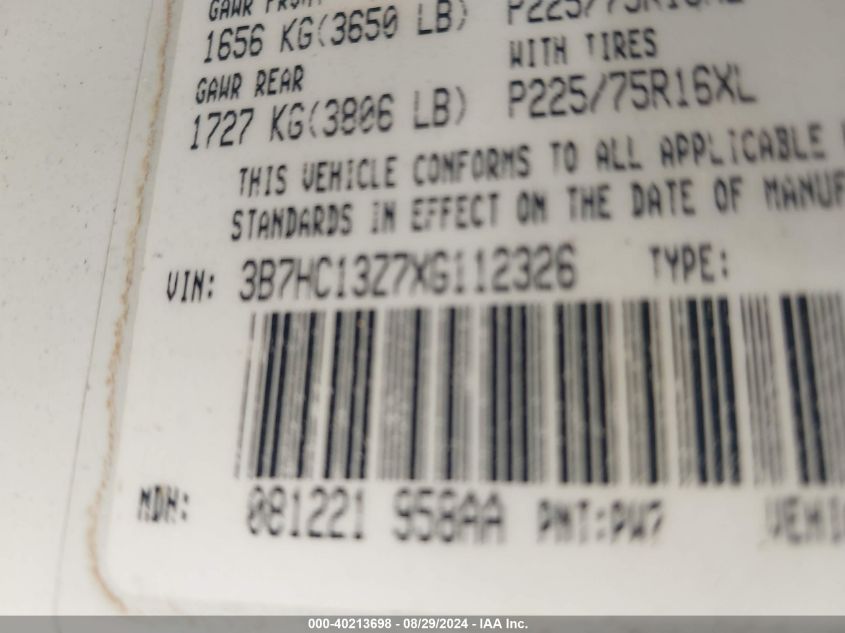 GAWR FRONT
1656 KG(3650 LB)
WITH TIRES
GAWR REAR
1727 KG(3806 LB) P225/75R16XL
THIS VEHICLE CONFORMS TO ALL APPLICABLE
STANDARDS IN EFFECT ON THE DATE OF MANUF
VIN: 3B7HC13Z7XG112326 TYPE:
MDH: 081221 958AA PNT:PW7 VEHI
000-40213698 - 08/29/2024 - IAA Inc.